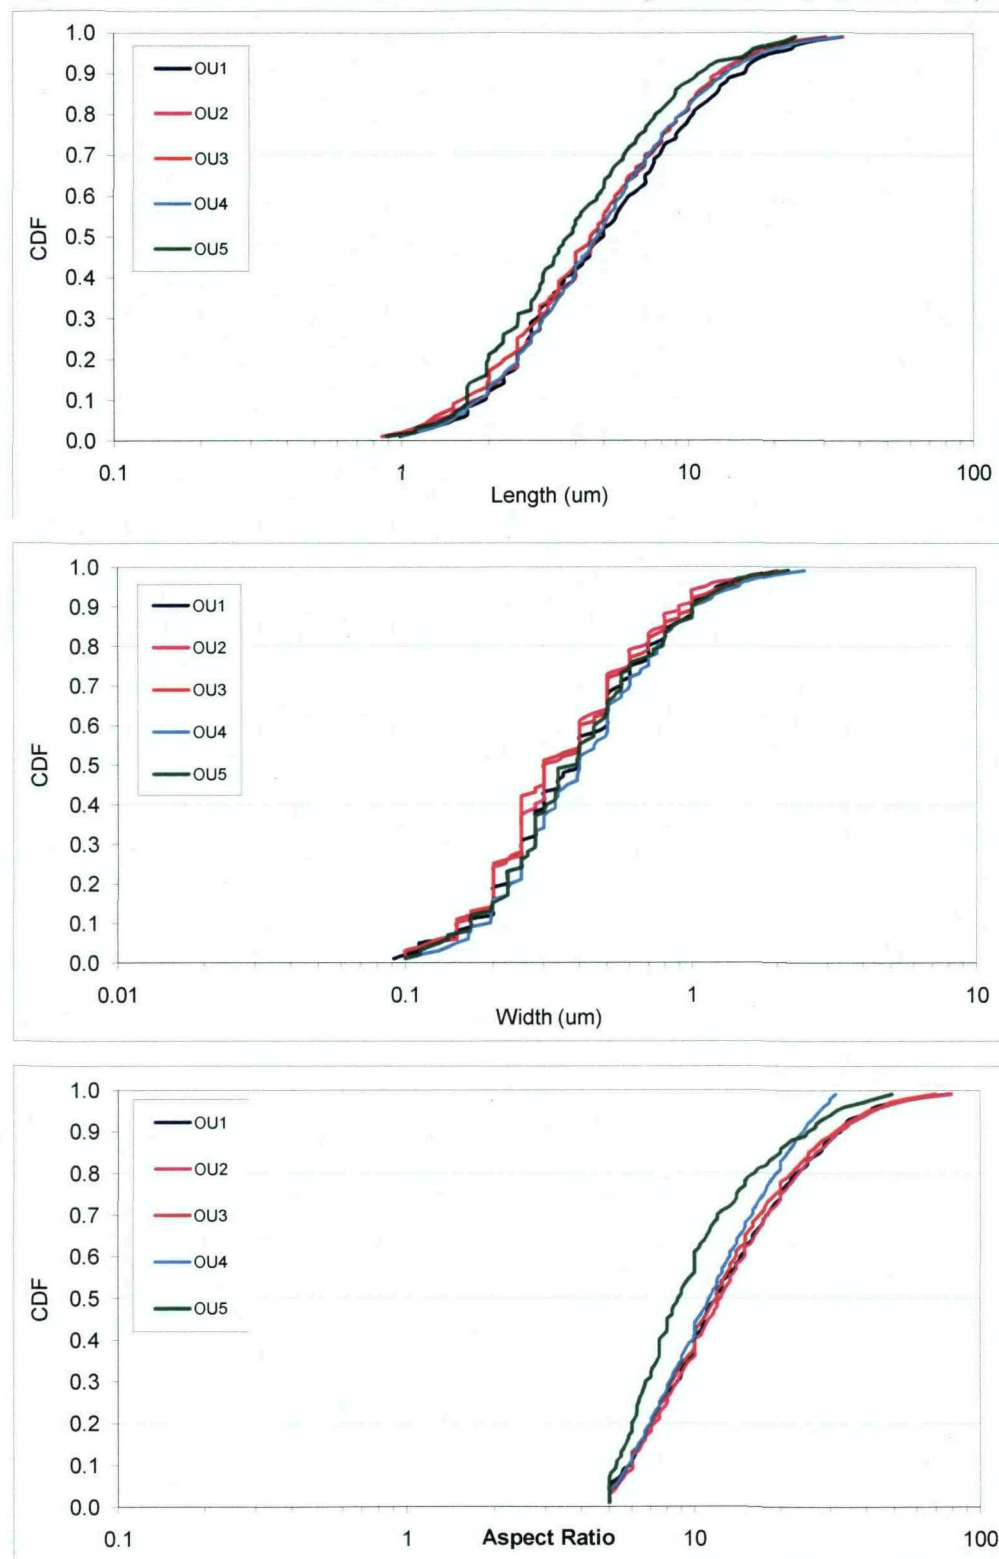 1.0
0.9
0.8
0.7
0.6
0.5
0.4
0.3
0.2
0.1
0.0
CDF
OU1
OU2
OU3
OU4
OU5
0.1 1 10 100
Length (um)
1.0
0.9
0.8
0.7
0.6
0.5
0.4
0.3
0.2
0.1
0.0
CDF
OU1
OU2
OU3
OU4
OU5
0.01 0.1 1 10
Width (um)
1.0
0.9
0.8
0.7
0.6
0.5
0.4
0.3
0.2
0.1
0.0
CDF
OU1
OU2
OU3
OU4
OU5
0.1 1 10 100
Aspect Ratio